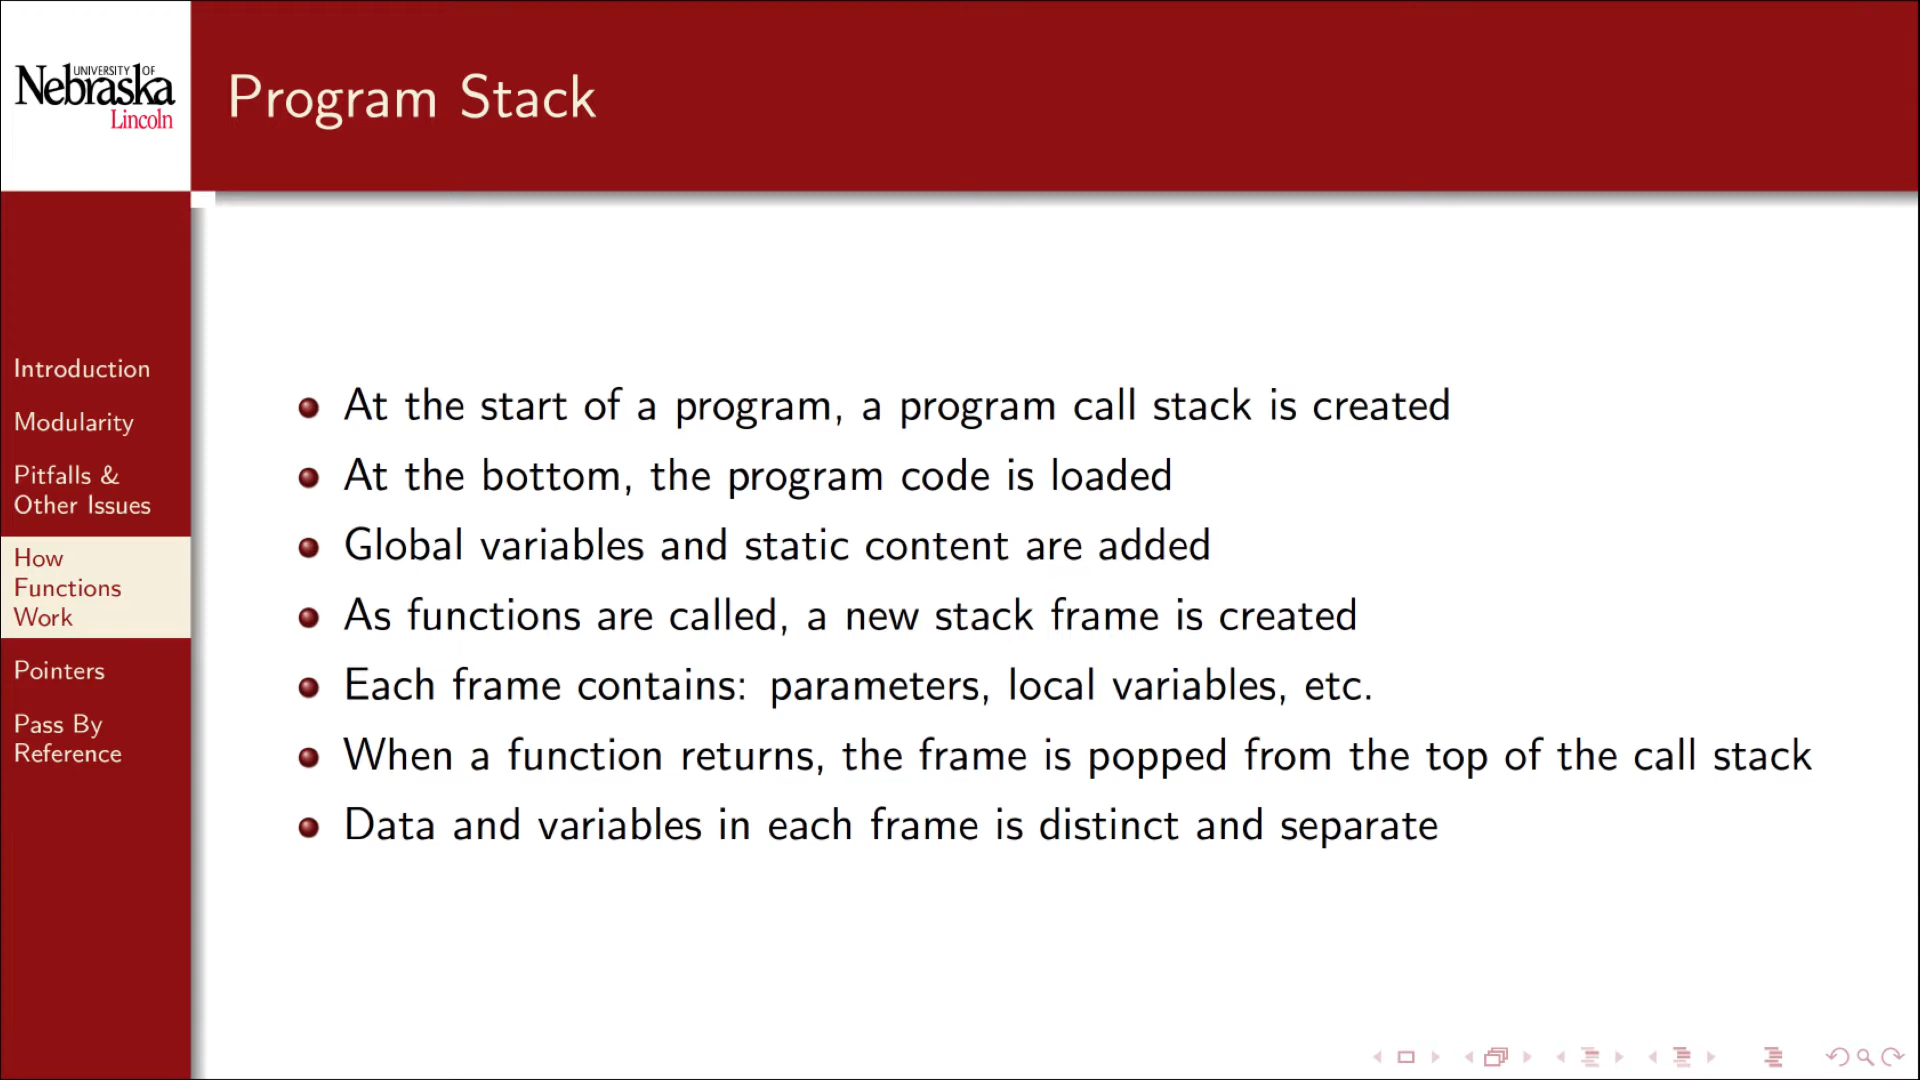 UNIVERSITY OF
Nebraska
Lincoln
Program Stack
Introduction
Modularity
Pitfalls &
Other Issues
How
Functions
Work
Pointers
Pass By
Reference
At the start of a program, a program call stack is created
At the bottom, the program code is loaded
Global variables and static content are added
As functions are called, a new stack frame is created
Each frame contains: parameters, local variables, etc.
When a function returns, the frame is popped from the top of the call stack
Data and variables in each frame is distinct and separate